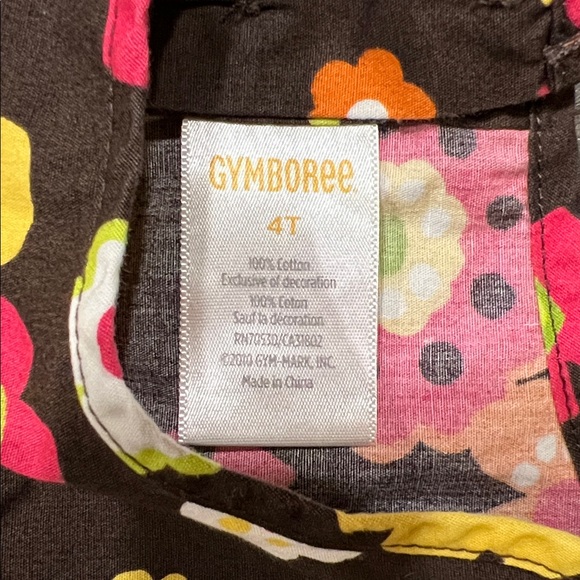 GYMBOREE
4T
100% Cotton
Exclusive of decoration
100% Coton
Sauf la décoration
RN70530/CA31802
©2010 GYM-MARK, INC.
Made in China